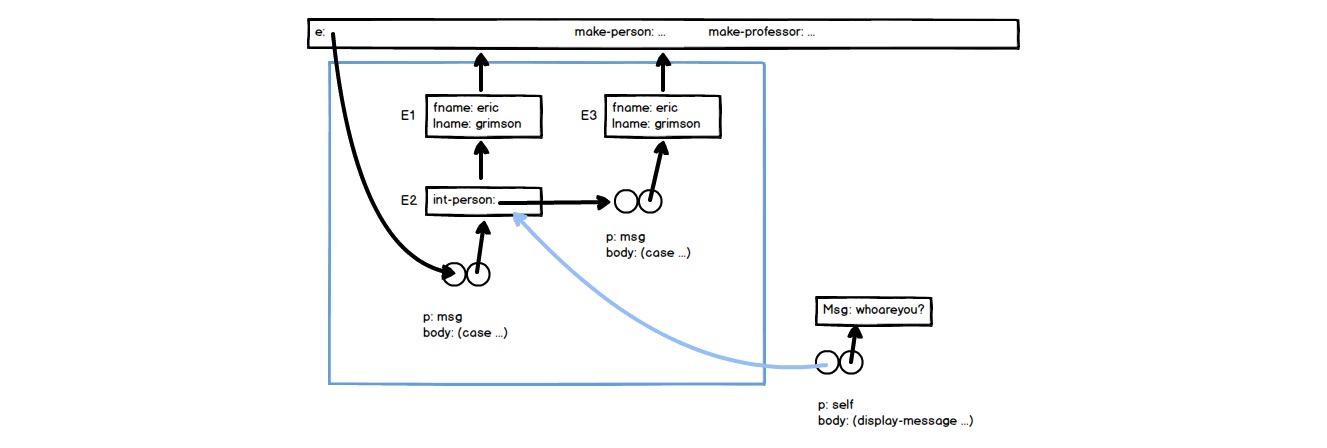 e: make-person: ... make-professor: ...
E1
fname: eric
lname: grimson
E3
fname: eric
lname: grimson
E2
int-person:
p: msg
body: (case ...)
p: msg
body: (case ...)
Msg: whoareyou?
p: self
body: (display-message ...)